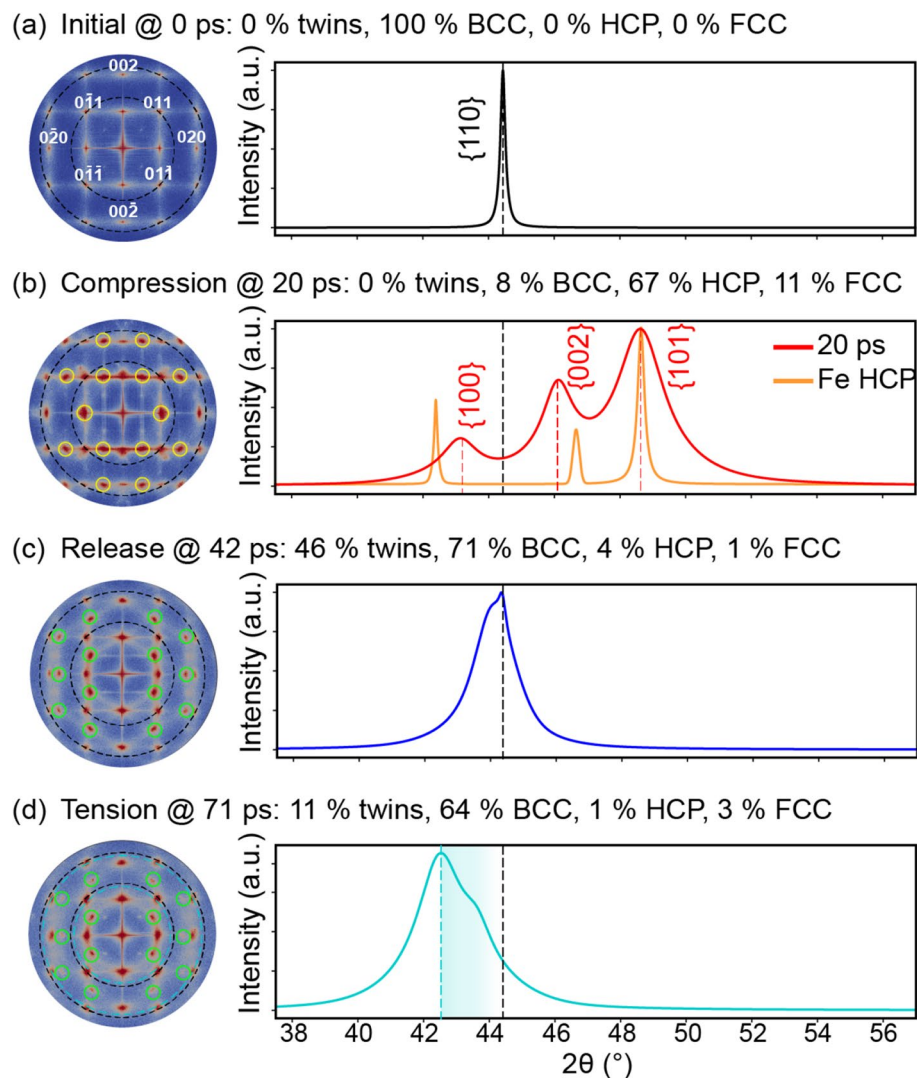 (a) Initial @ 0 ps: 0 % twins, 100 % BCC, 0 % HCP, 0 % FCC
002
01̄1 011
02̄0 020
01̄1̄ 011̄
002̄
Intensity (a.u.)
{110}
(b) Compression @ 20 ps: 0 % twins, 8 % BCC, 67 % HCP, 11 % FCC
Intensity (a.u.)
{100}
{002}
{101}
20 ps
Fe HCP
(c) Release @ 42 ps: 46 % twins, 71 % BCC, 4 % HCP, 1 % FCC
Intensity (a.u.)
(d) Tension @ 71 ps: 11 % twins, 64 % BCC, 1 % HCP, 3 % FCC
Intensity (a.u.)
38 40 42 44 46 48 50 52 54 56
2θ (°)